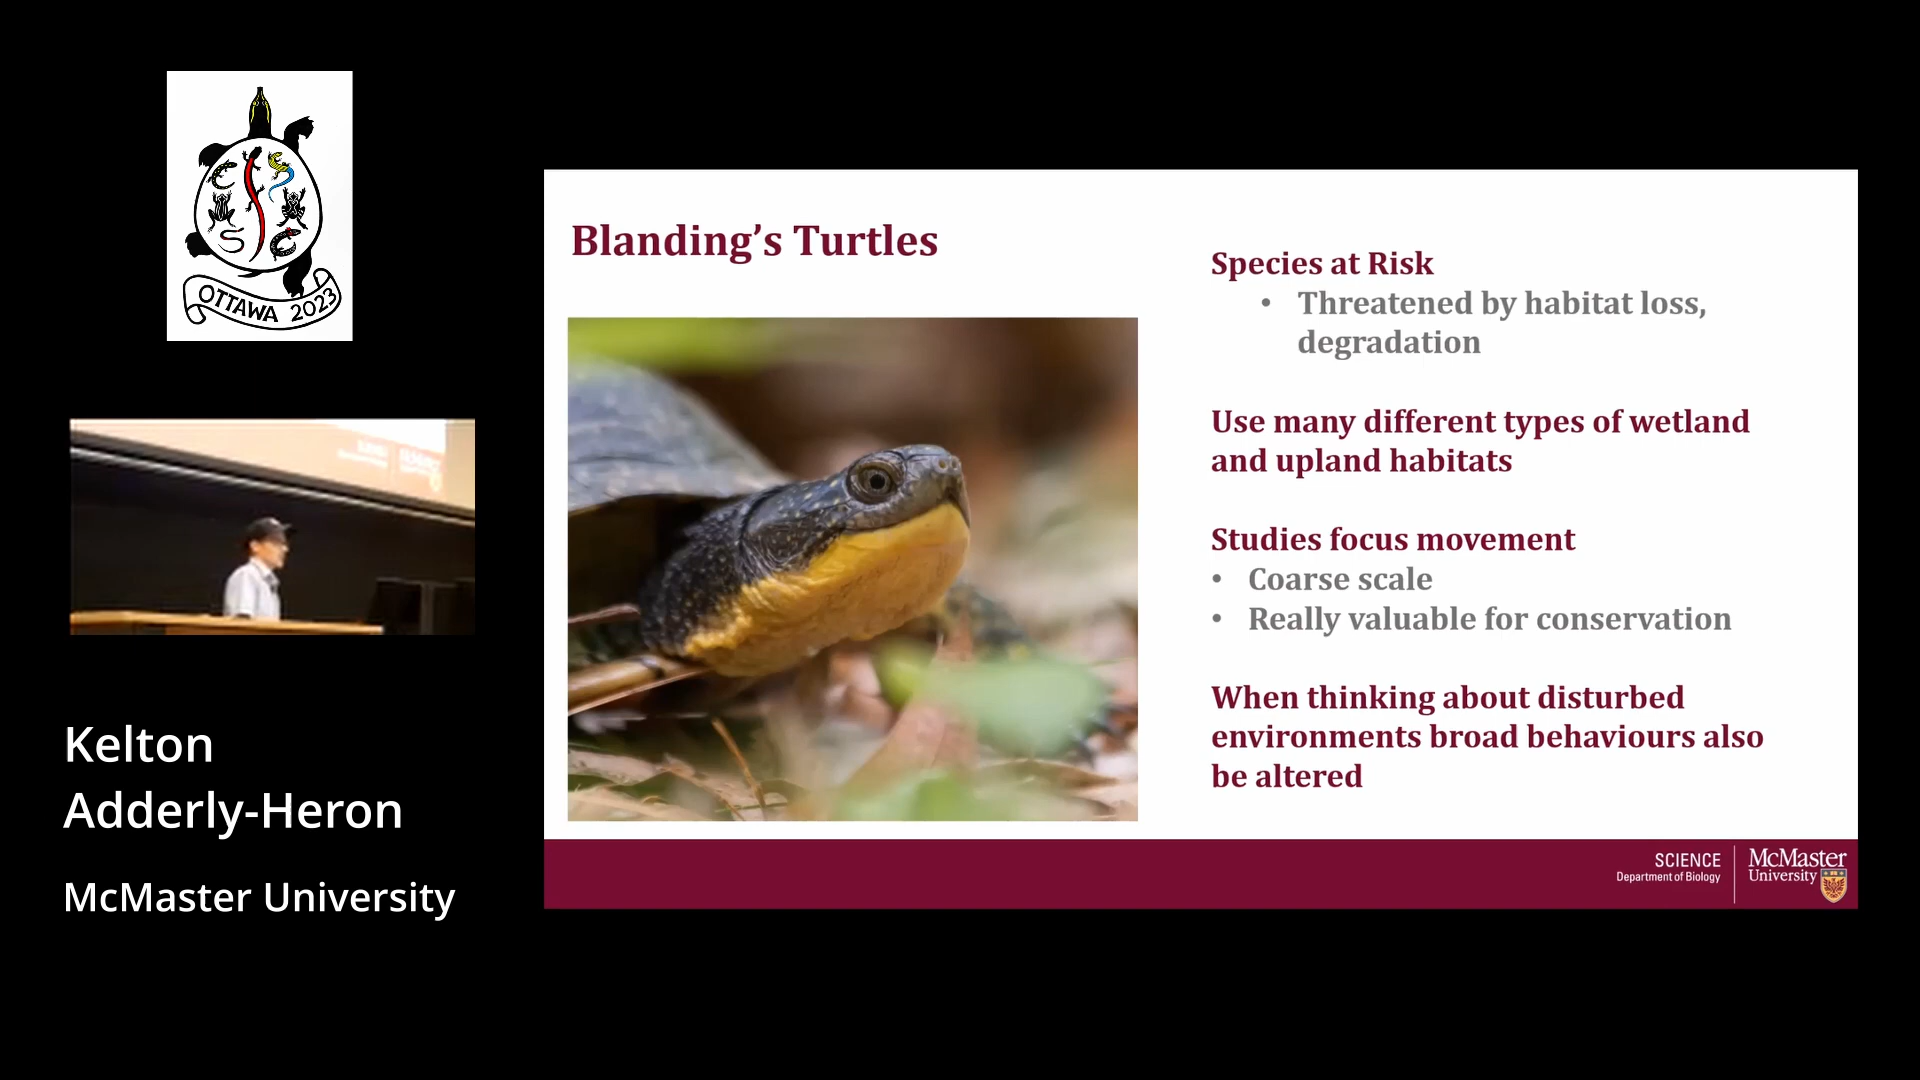 OTTAWA 2023
Kelton
Adderly-Heron
McMaster University
Blanding’s Turtles
Species at Risk
• Threatened by habitat loss,
degradation
Use many different types of wetland
and upland habitats
Studies focus movement
• Coarse scale
• Really valuable for conservation
When thinking about disturbed
environments broad behaviours also
be altered
SCIENCE
Department of Biology
McMaster
University